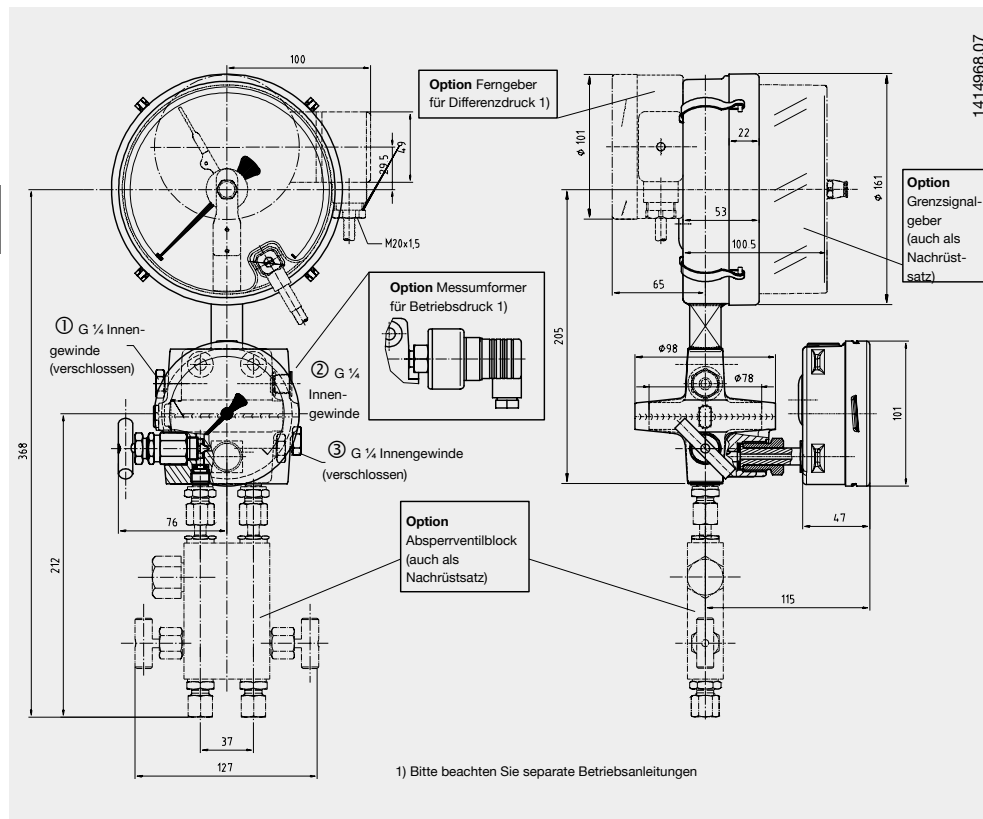 100
Option Ferngeber
für Differenzdruck 1)
1414968.07
49
29.5
M20x1,5
ø 101
22
53
100.5
65
ø 161
Option
Grenzsignal-
geber
(auch als
Nachrüst-
satz)
Option Messumformer
für Betriebsdruck 1)
① G ¼ Innen-
gewinde
(verschlossen)
② G ¼
Innen-
gewinde
③ G ¼ Innengewinde
(verschlossen)
205
ø98
ø78
101
47
115
368
212
76
Option
Absperrventilblock
(auch als
Nachrüstsatz)
37
127
1) Bitte beachten Sie separate Betriebsanleitungen